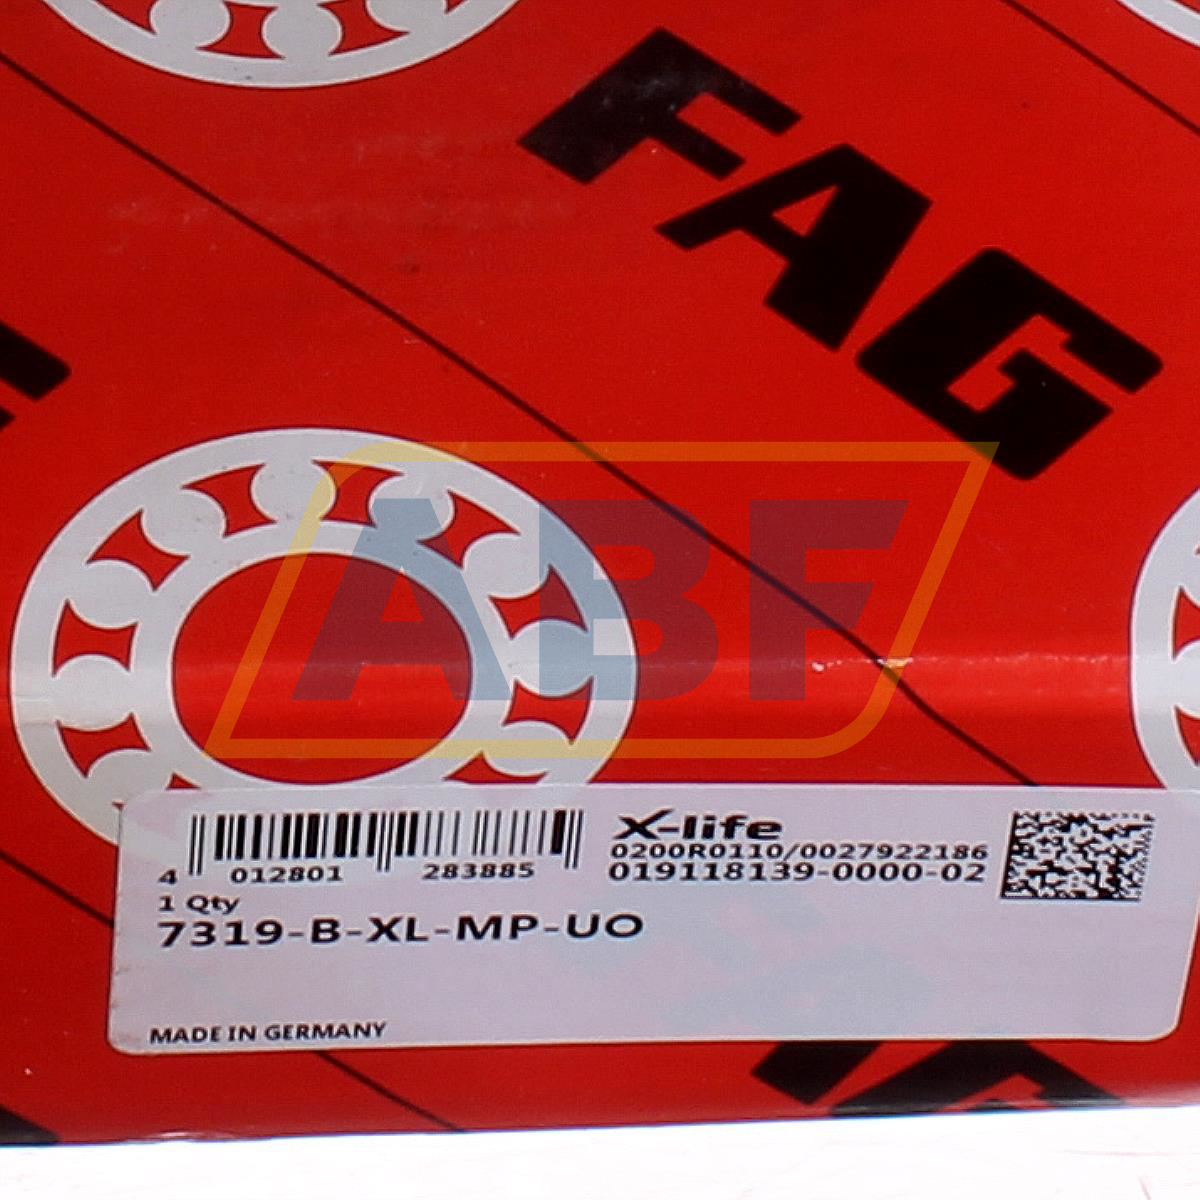 FAG
ABF
X-life
0200R0110/0027922186
019118139-0000-02
4 012801 283885
1 Qty
7319-B-XL-MP-UO
MADE IN GERMANY